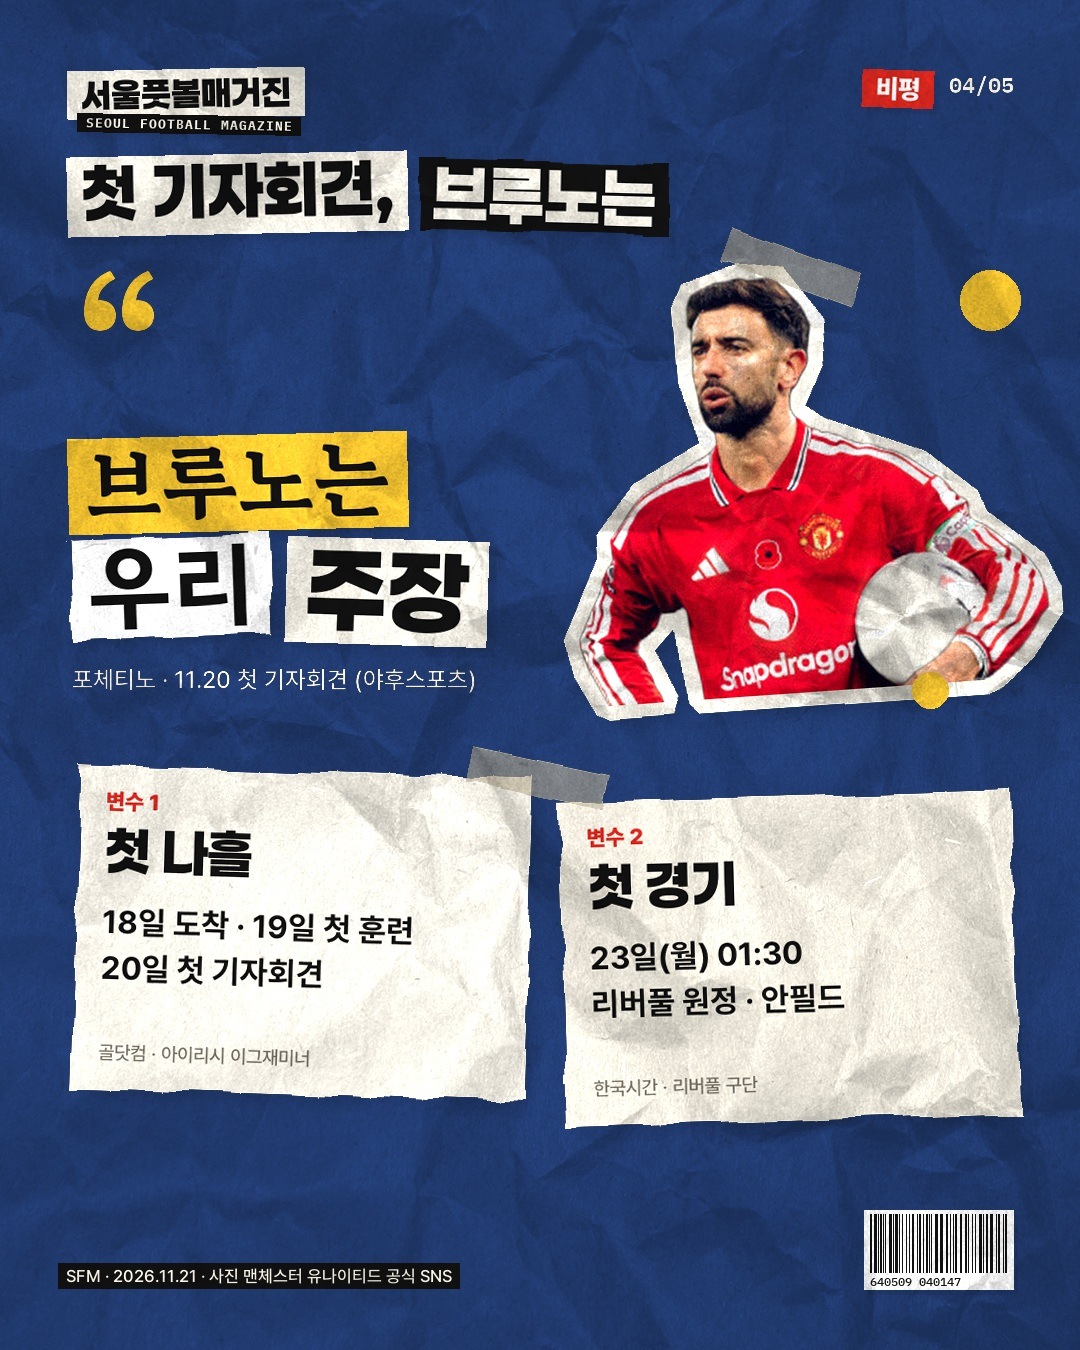 서울풋볼매거진
SEOUL FOOTBALL MAGAZINE
비평 04/05
첫 기자회견, 브루노는
“
브루노는
우리 주장
포체티노 · 11.20 첫 기자회견 (야후스포츠)
Snapdragon
변수 1
첫 나흘
18일 도착 · 19일 첫 훈련
20일 첫 기자회견
골닷컴 · 아이리시 이그재미너
변수 2
첫 경기
23일(월) 01:30
리버풀 원정 · 안필드
한국시간 · 리버풀 구단
SFM · 2026.11.21 · 사진 맨체스터 유나이티드 공식 SNS
640509 040147